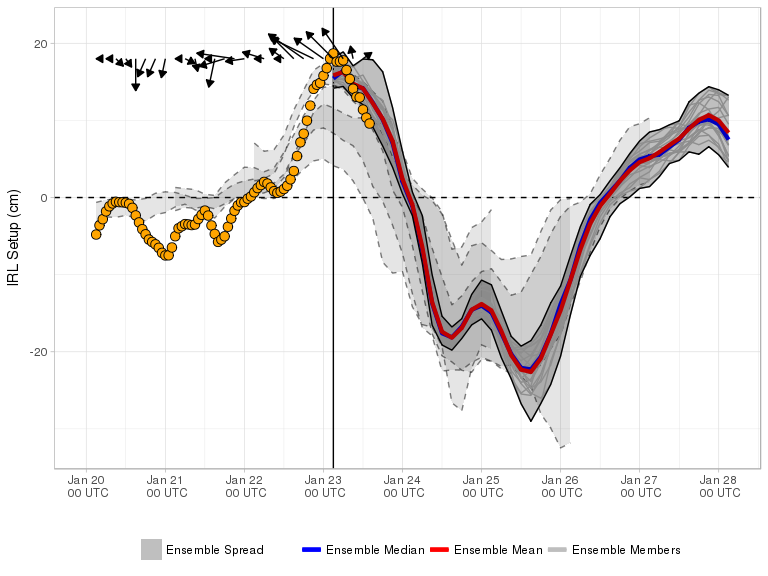 IRL Setup (cm)
20
0
-20
Jan 20 Jan 21 Jan 22 Jan 23 Jan 24 Jan 25 Jan 26 Jan 27 Jan 28
00 UTC 00 UTC 00 UTC 00 UTC 00 UTC 00 UTC 00 UTC 00 UTC 00 UTC
Ensemble Spread Ensemble Median Ensemble Mean Ensemble Members